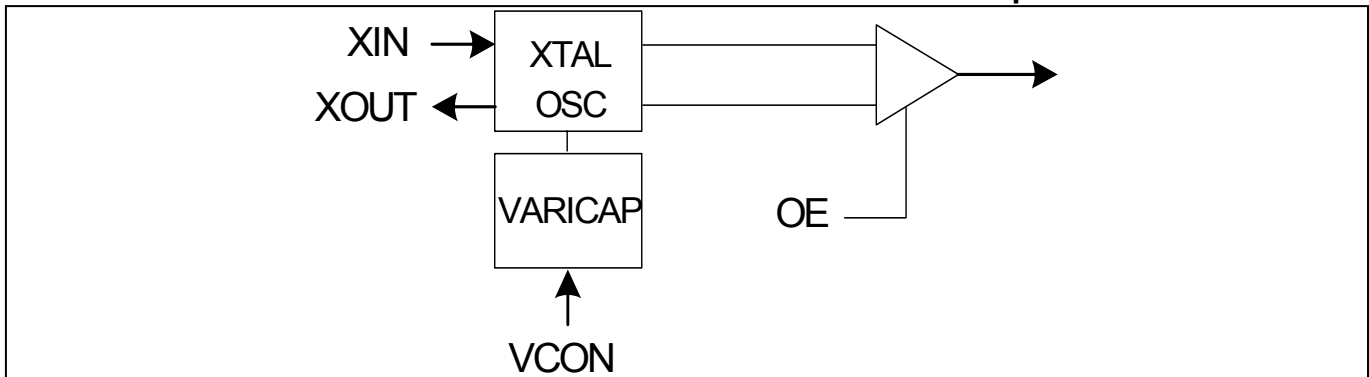 XIN
XTAL
OSC
XOUT
VARICAP
OE
VCON